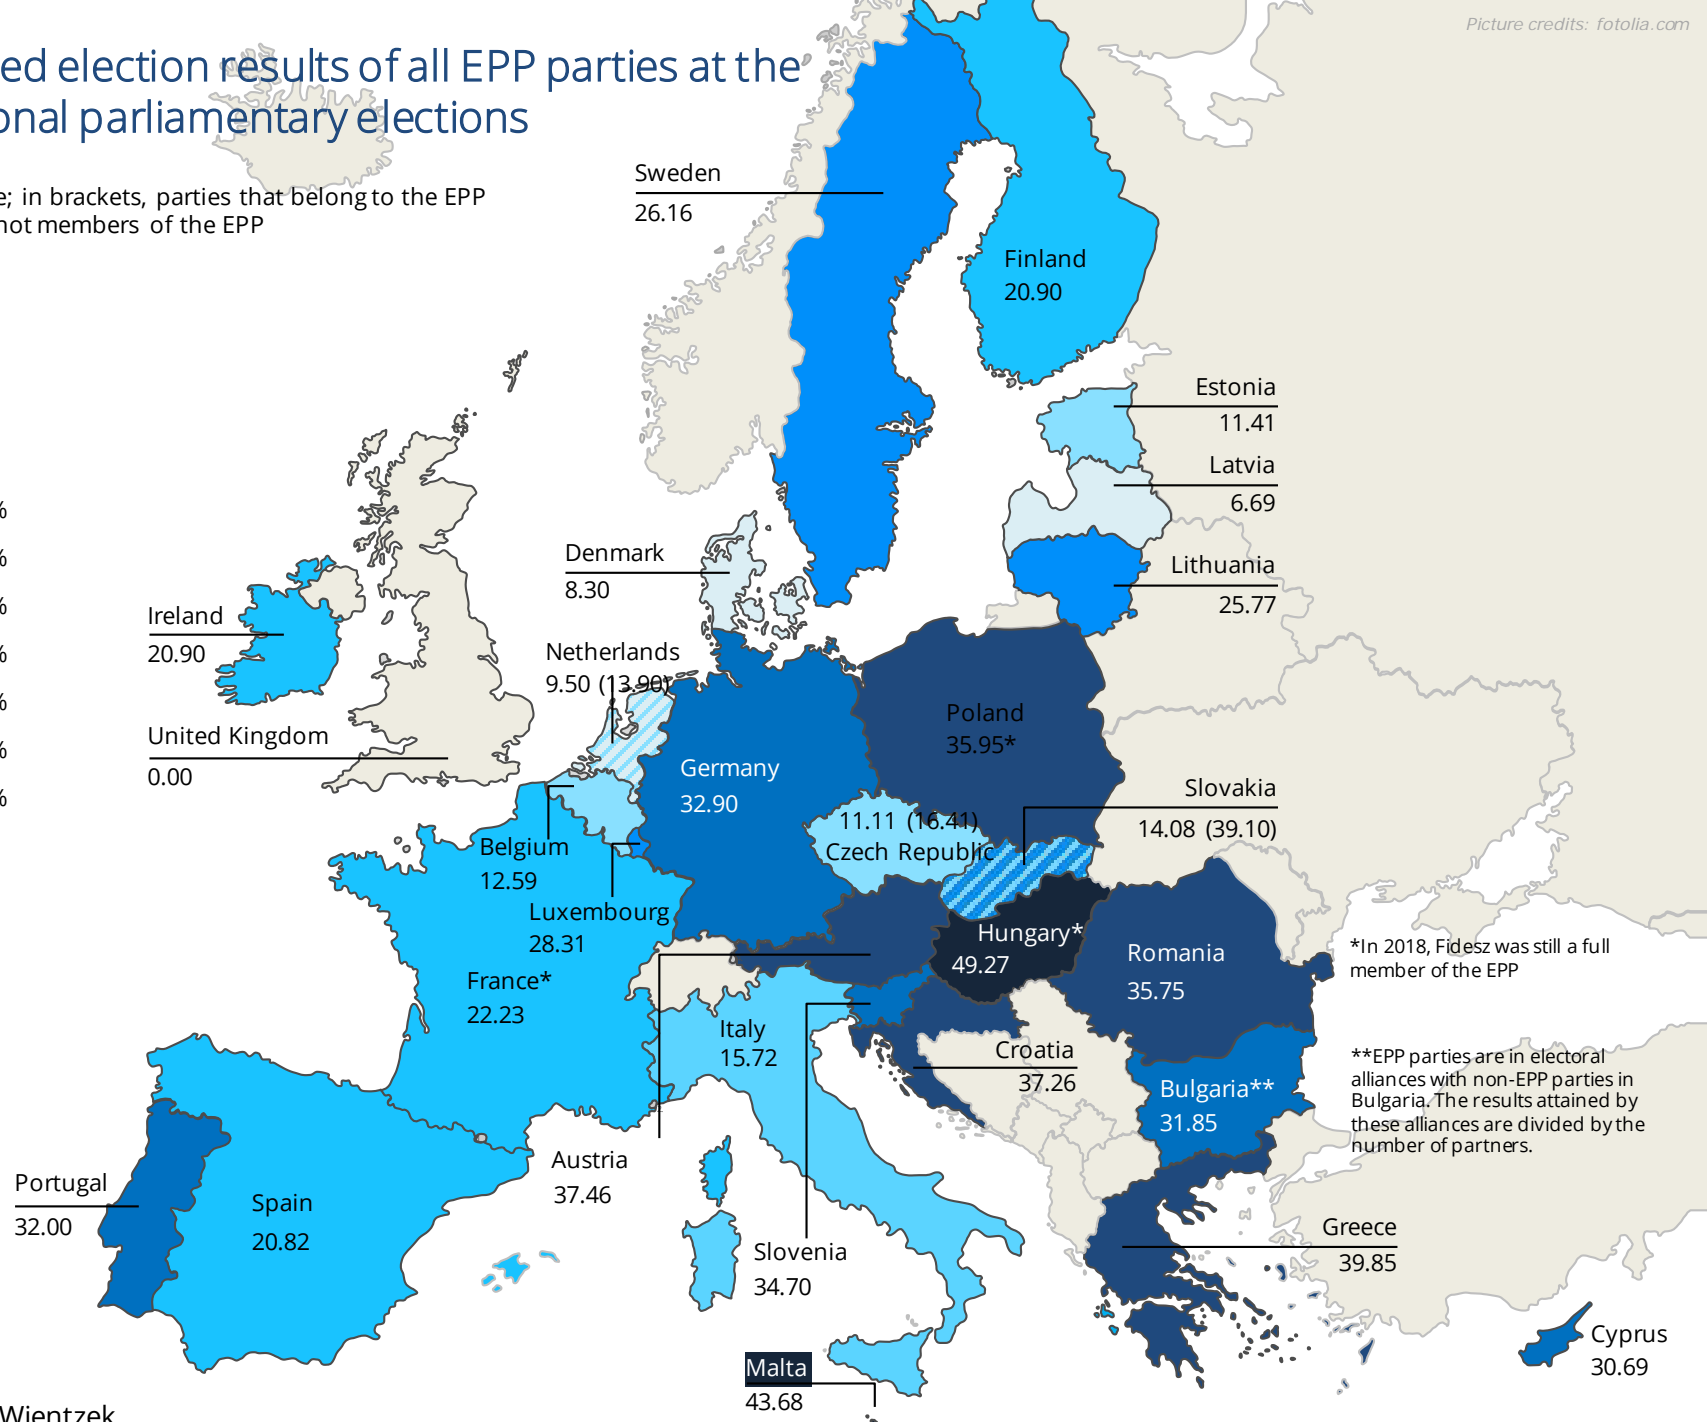 Picture credits: fotolia.com
ed election results of all EPP parties at the
onal parliamentary elections
e; in brackets, parties that belong to the EPP
not members of the EPP
Sweden
26.16
Finland
20.90
Estonia
11.41
Latvia
6.69
Lithuania
25.77
Denmark
8.30
Ireland
20.90
Netherlands
9.50 (13.90)
United Kingdom
0.00
%
%
%
%
%
%
%
Poland
35.95*
Germany
32.90
Slovakia
14.08 (39.10)
11.11 (16.41)
Czech Republic
Belgium
12.59
Luxembourg
28.31
France*
22.23
Hungary*
49.27
Romania
35.75
*In 2018, Fidesz was still a full
member of the EPP
Italy
15.72
Croatia
37.26
Bulgaria**
31.85
**EPP parties are in electoral
alliances with non-EPP parties in
Bulgaria. The results attained by
these alliances are divided by the
number of partners.
Austria
37.46
Portugal
32.00
Spain
20.82
Slovenia
34.70
Greece
39.85
Malta
43.68
Cyprus
30.69
Wientzek